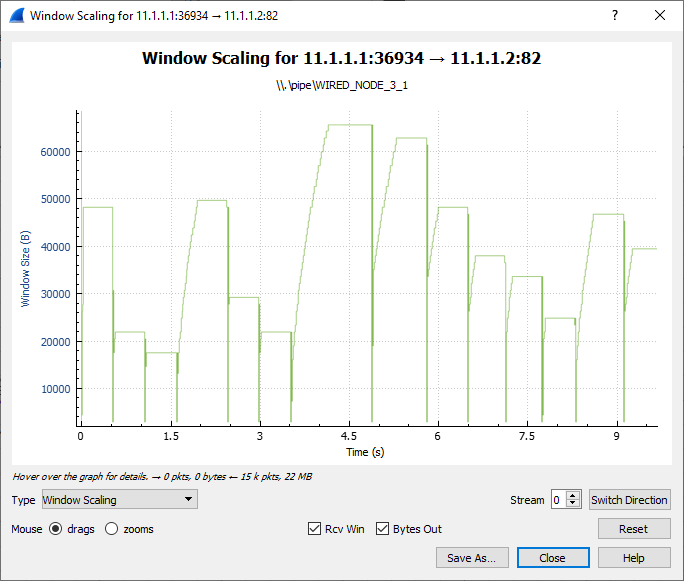 Window Scaling for 11.1.1.1:36934 → 11.1.1.2:82
? ✕
Window Scaling for 11.1.1.1:36934 → 11.1.1.2:82
\\.\pipe\WIRED_NODE_3_1
Window Size (B)
60000
50000
40000
30000
20000
10000
0 1.5 3 4.5 6 7.5 9
Time (s)
Hover over the graph for details. → 0 pkts, 0 bytes ← 15 k pkts, 22 MB
Type Window Scaling Stream 0 Switch Direction
Mouse drags zooms Rcv Win Bytes Out Reset
Save As... Close Help